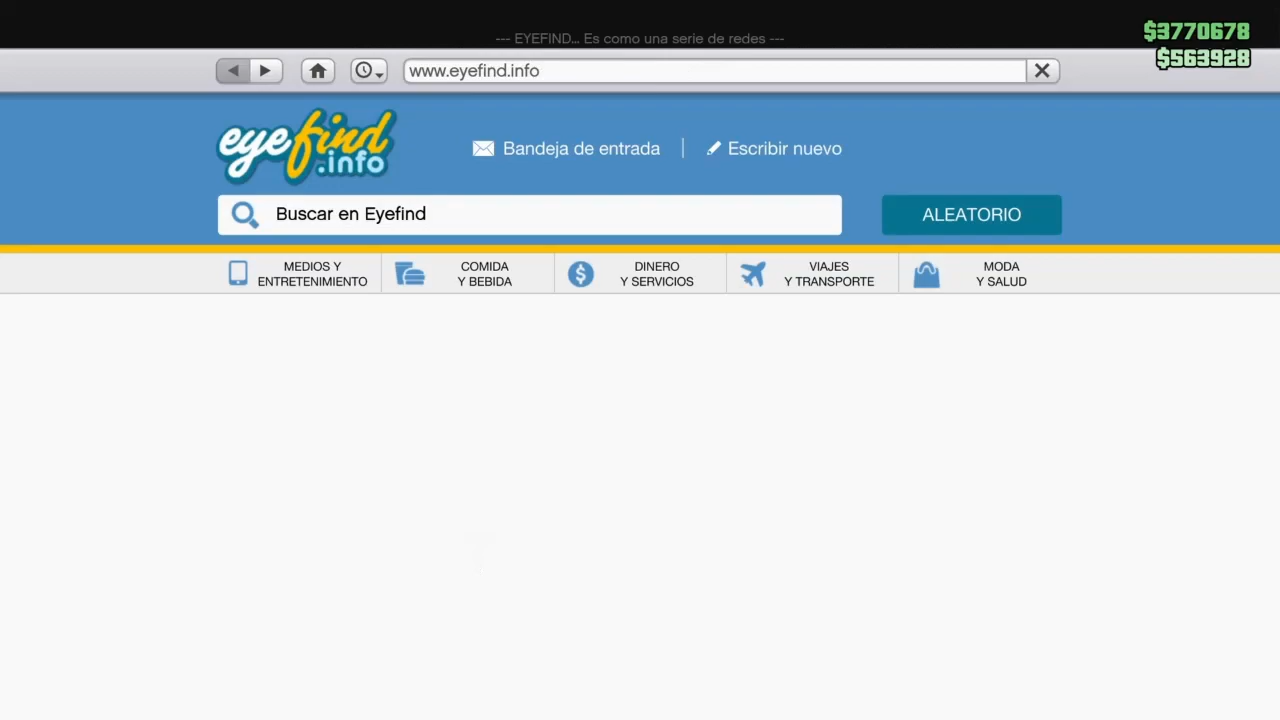 --- EYEFIND... Es como una serie de redes ---
$3770678
$563928
www.eyefind.info
eyefind
.info
Bandeja de entrada
Escribir nuevo
Buscar en Eyefind
ALEATORIO
MEDIOS Y
ENTRETENIMIENTO
COMIDA
Y BEBIDA
DINERO
Y SERVICIOS
VIAJES
Y TRANSPORTE
MODA
Y SALUD